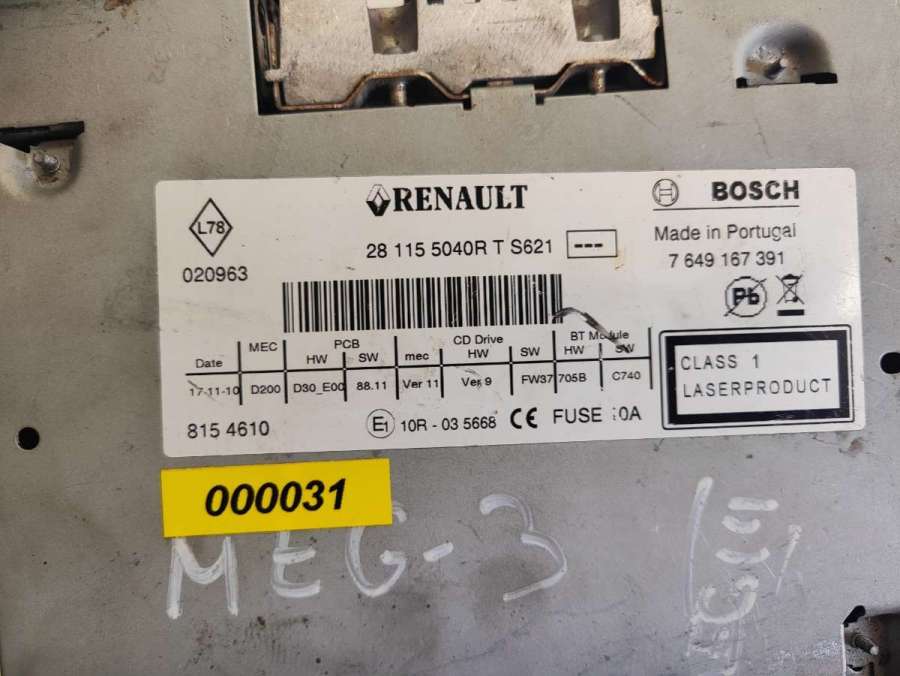 RENAULT
BOSCH
L78
28 115 5040R T S621 ---
Made in Portugal
020963
7 649 167 391
Pb
PCB CD Drive BT Module
Date MEC HW SW mec HW SW HW SW
17-11-10 D200 D30_E00 88.11 Ver 11 Ver 9 FW37 705B C740
CLASS 1
LASERPRODUCT
815 4610
E1 10R - 03 5668 CE FUSE 0A
000031
MEG-3